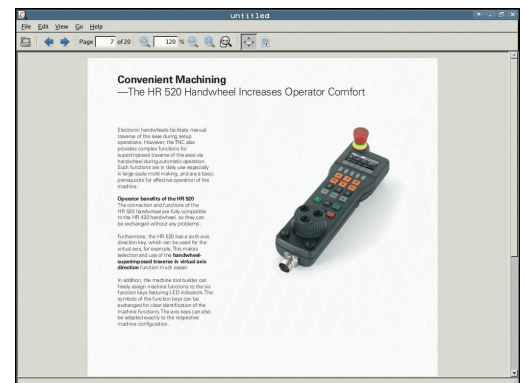 untitled
File Edit View Go Help
Page 7 of 20 120 %
Convenient Machining
—The HR 520 Handwheel Increases Operator Comfort
Electronic handwheels facilitate manual
traverse of the axes during setup
operations. However, the TNC also
provides complex functions for
superimposed traverse of the axes via
handwheel during automatic operation.
Such functions are in daily use especially
in large-scale mold making, and are a basic
prerequisite for effective operation of the
machine.
Operator benefits of the HR 520
The connection and functions of the
HR 520 handwheel are fully compatible
to the HR 420 handwheel, so they can
be exchanged without any problems.
Furthermore, the HR 520 has a sixth axis
direction key, which can be used for the
virtual axis, for example. This makes
selection and use of the handwheel-
superimposed traverse in virtual axis
direction function much easier.
In addition, the machine tool builder can
freely assign machine functions to the six
function keys featuring LED indicators. The
symbols of the function keys can be
exchanged for clear identification of the
machine functions. The axis keys can also
be adapted exactly to the respective
machine configuration.